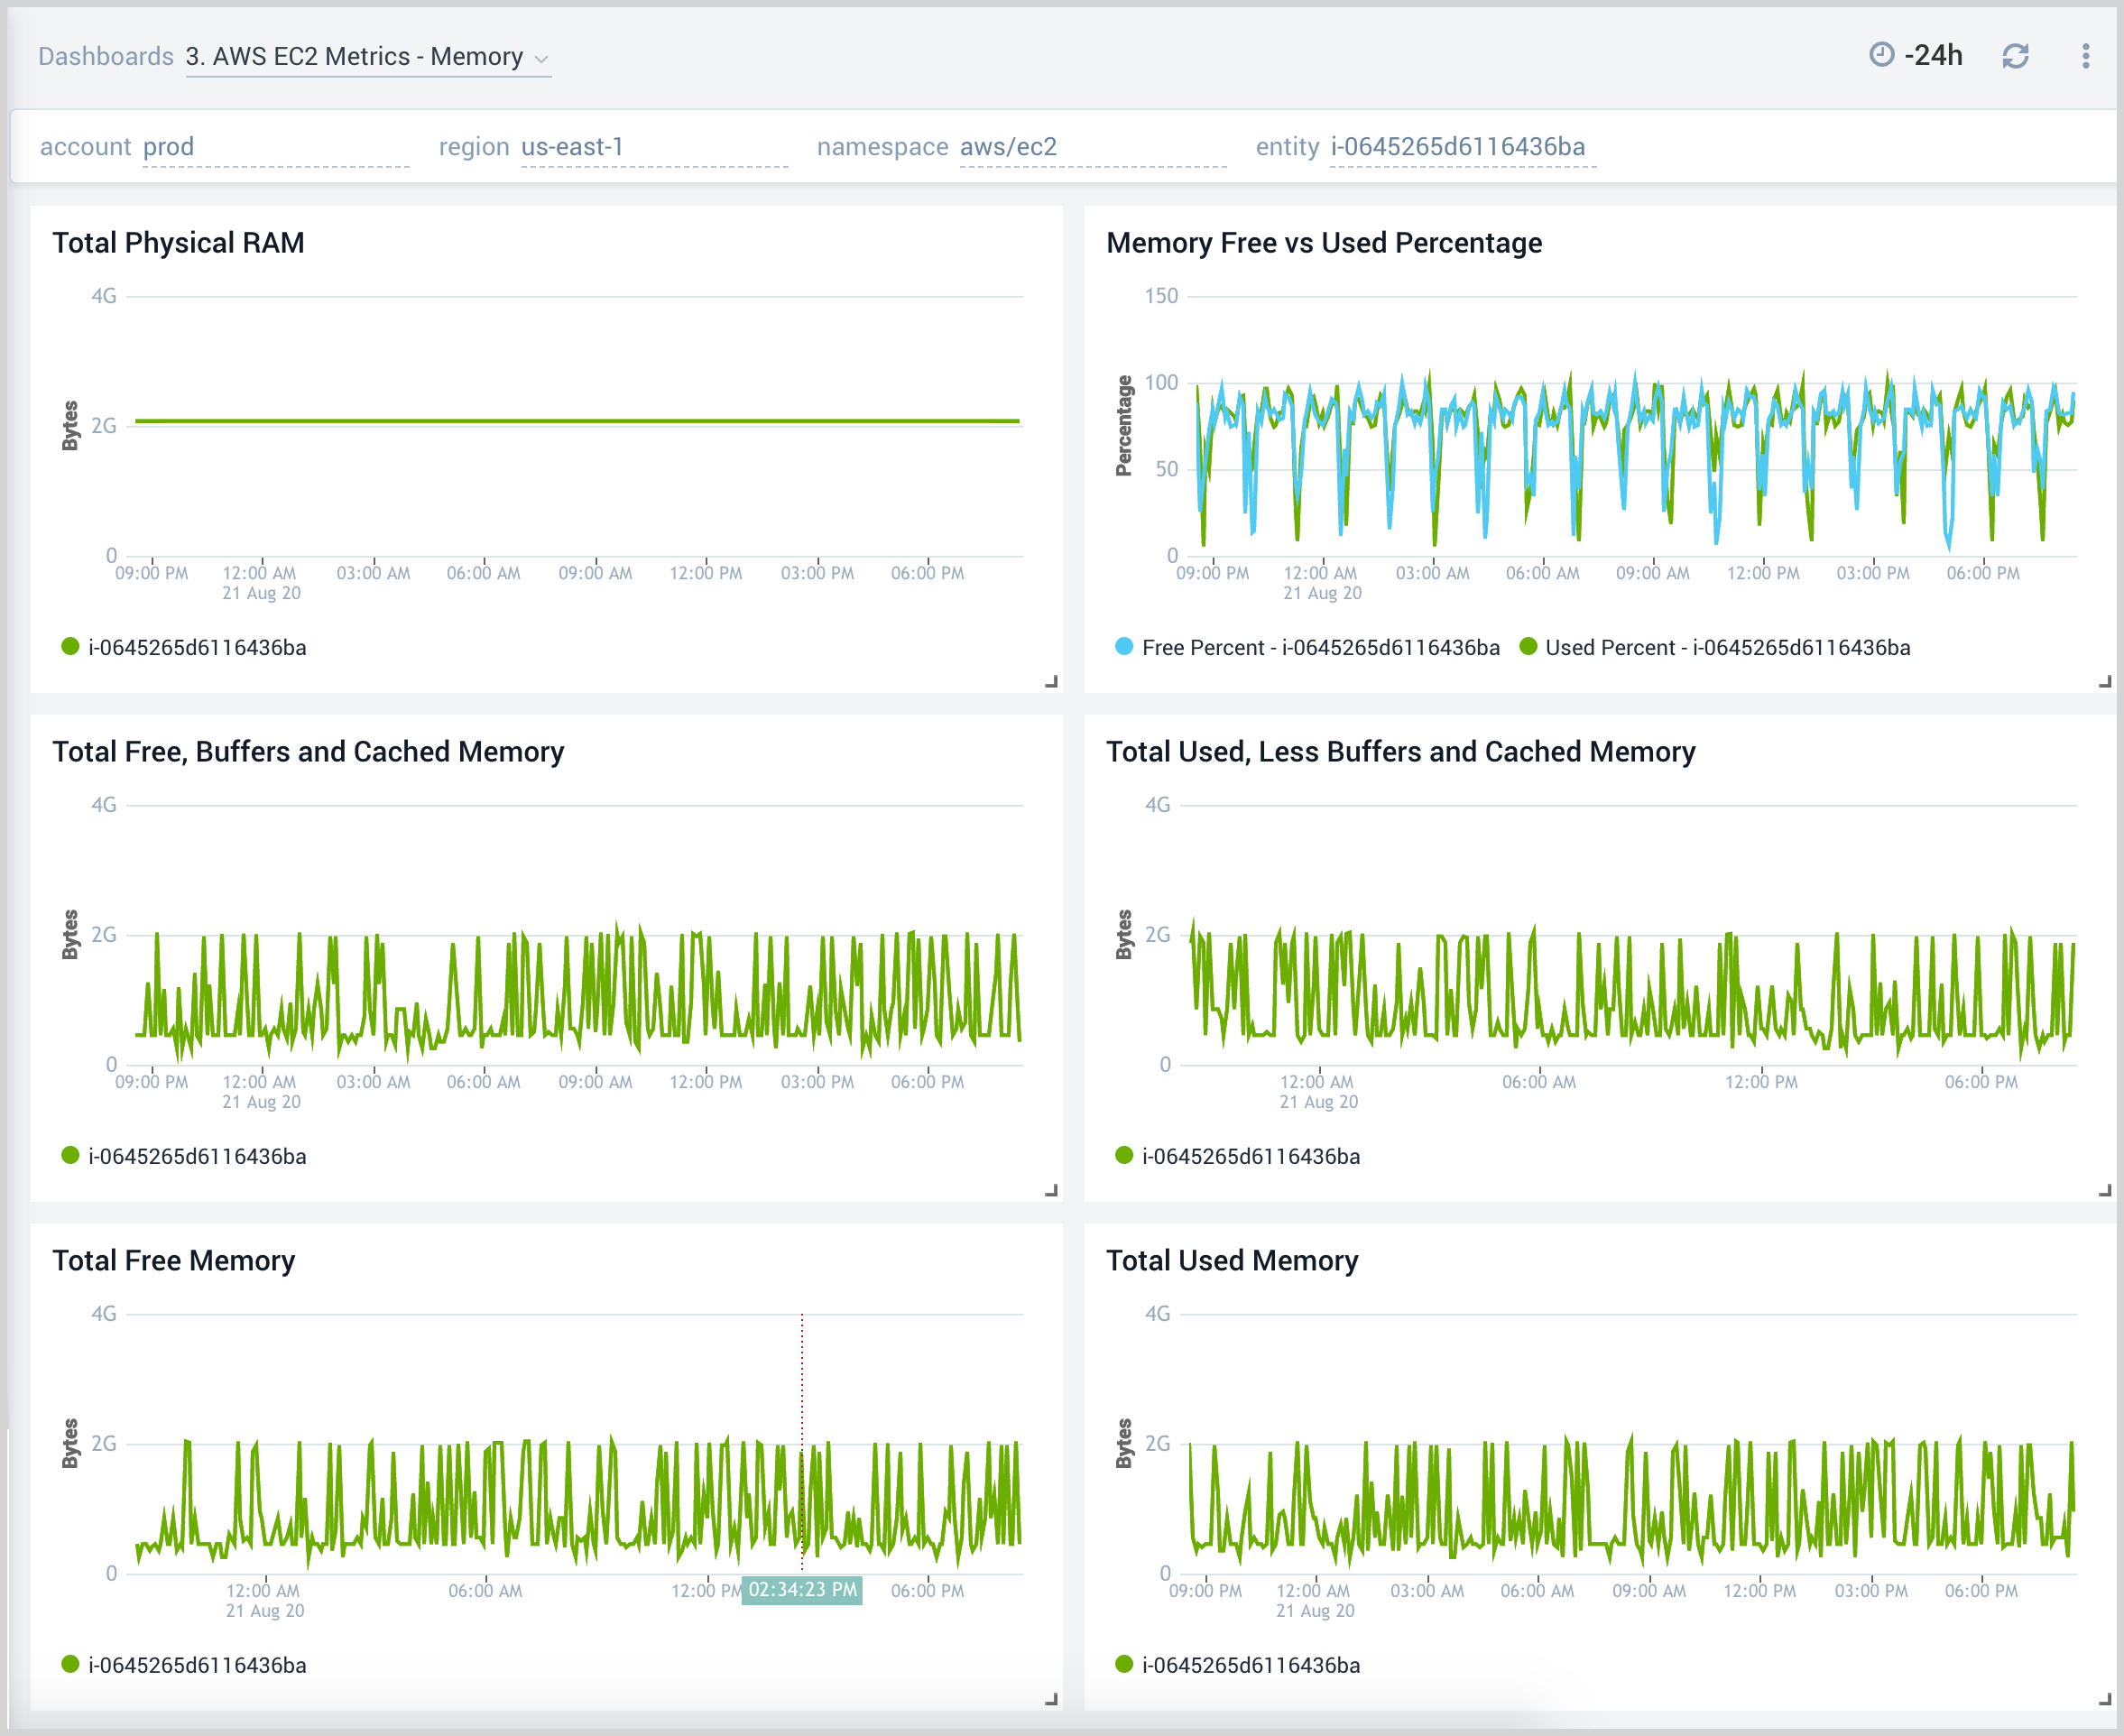 Dashboards 3. AWS EC2 Metrics - Memory -24h
account prod region us-east-1 namespace aws/ec2 entity i-0645265d6116436ba
Total Physical RAM
4G
Bytes
2G
0
09:00 PM 12:00 AM 03:00 AM 06:00 AM 09:00 AM 12:00 PM 03:00 PM 06:00 PM
21 Aug 20
i-0645265d6116436ba
Memory Free vs Used Percentage
150
100
Percentage
50
0
09:00 PM 12:00 AM 03:00 AM 06:00 AM 09:00 AM 12:00 PM 03:00 PM 06:00 PM
21 Aug 20
Free Percent - i-0645265d6116436ba Used Percent - i-0645265d6116436ba
Total Free, Buffers and Cached Memory
4G
Bytes
2G
0
09:00 PM 12:00 AM 03:00 AM 06:00 AM 09:00 AM 12:00 PM 03:00 PM 06:00 PM
21 Aug 20
i-0645265d6116436ba
Total Used, Less Buffers and Cached Memory
4G
Bytes
2G
0
12:00 AM 06:00 AM 12:00 PM 06:00 PM
21 Aug 20
i-0645265d6116436ba
Total Free Memory
4G
Bytes
2G
0
12:00 AM 06:00 AM 12:00 PM 02:34:23 PM 06:00 PM
21 Aug 20
i-0645265d6116436ba
Total Used Memory
4G
Bytes
2G
0
09:00 PM 12:00 AM 03:00 AM 06:00 AM 09:00 AM 12:00 PM 03:00 PM 06:00 PM
21 Aug 20
i-0645265d6116436ba